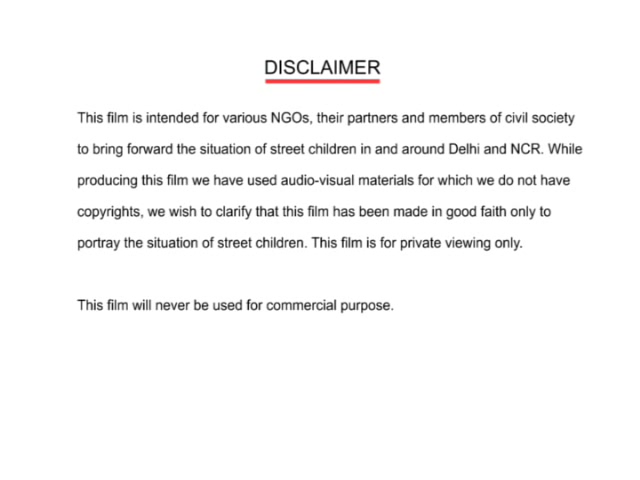 DISCLAIMER
This film is intended for various NGOs, their partners and members of civil society
to bring forward the situation of street children in and around Delhi and NCR. While
producing this film we have used audio-visual materials for which we do not have
copyrights, we wish to clarify that this film has been made in good faith only to
portray the situation of street children. This film is for private viewing only.
This film will never be used for commercial purpose.